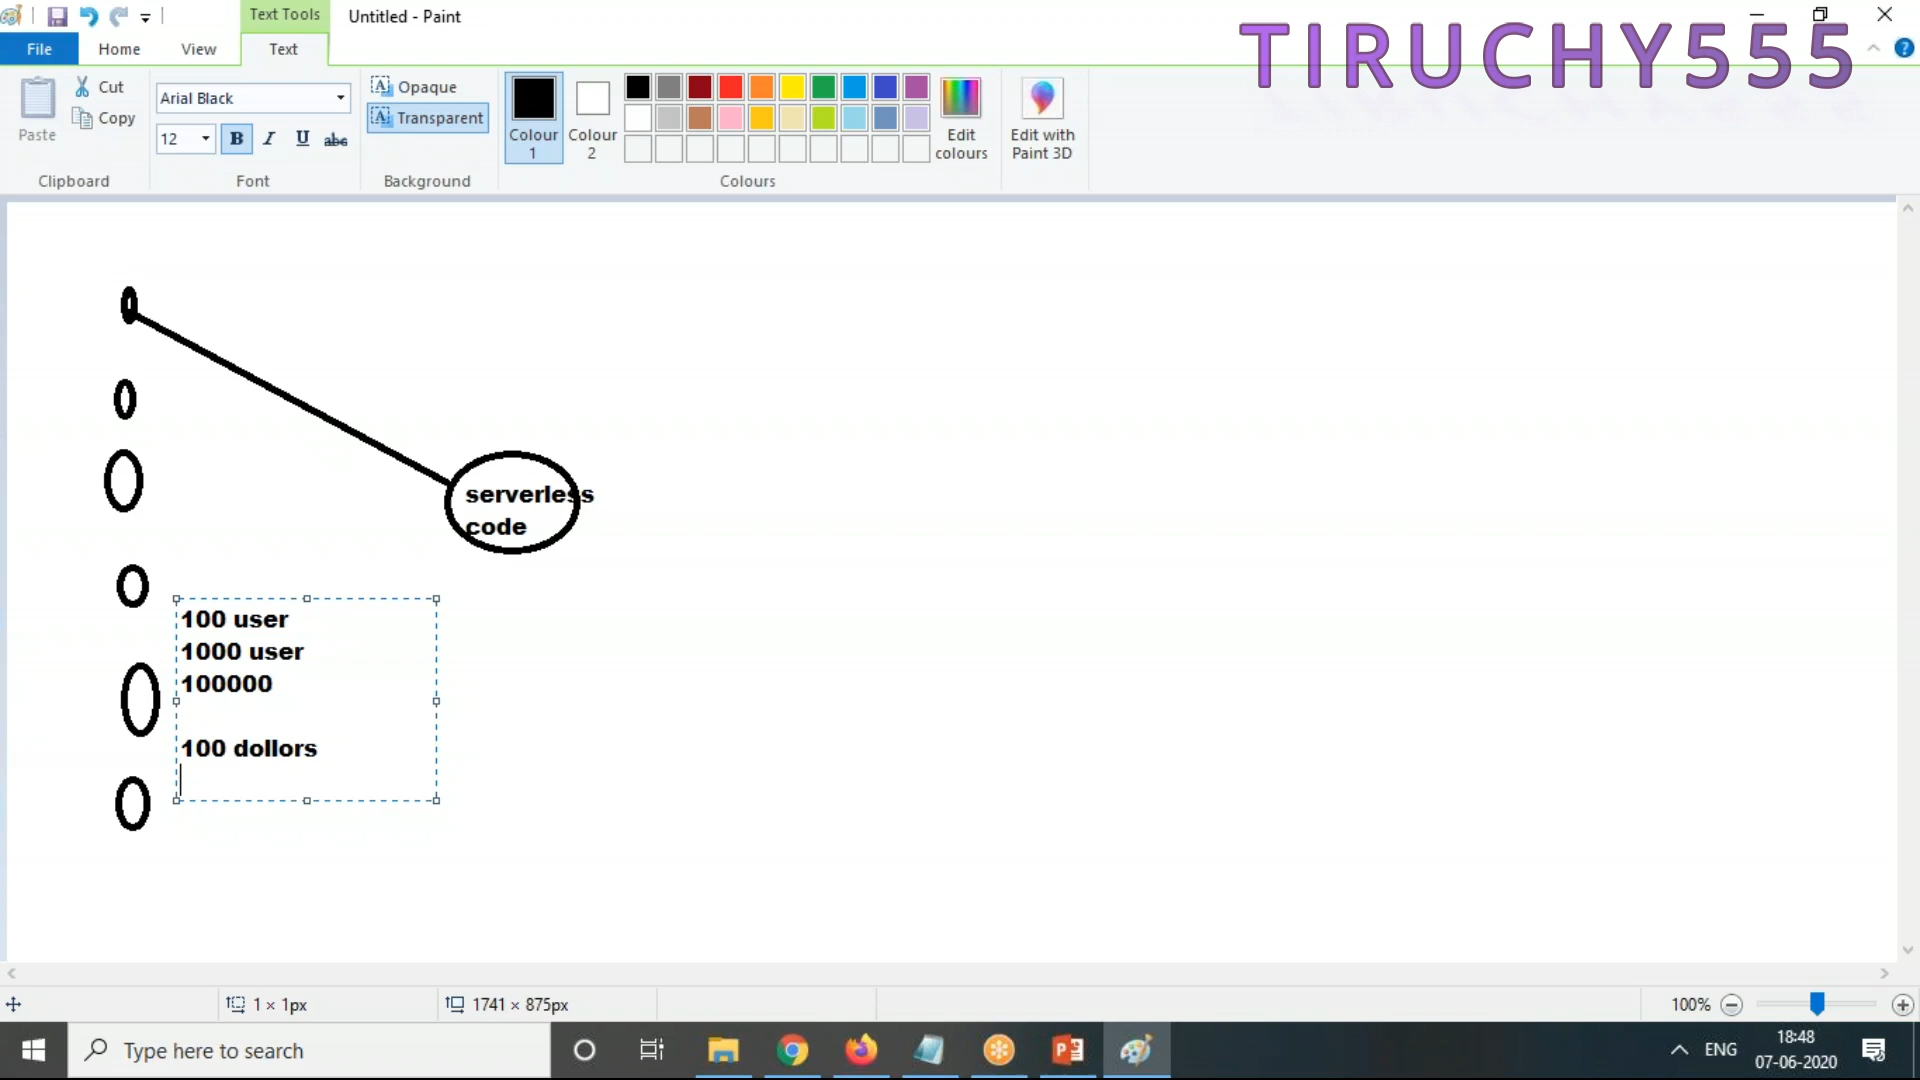 Text Tools
Untitled - Paint
TIRUCHY555
File
Home
View
Text
Paste
Cut
Copy
Clipboard
Arial Black
12
B
I
U
abc
Font
Opaque
Transparent
Background
Colour
1
Colour
2
Edit
colours
Colours
Edit with
Paint 3D
serverless
code
100 user
1000 user
100000
100 dollors
1 × 1px
1741 × 875px
100%
Type here to search
ENG
18:48
07-06-2020